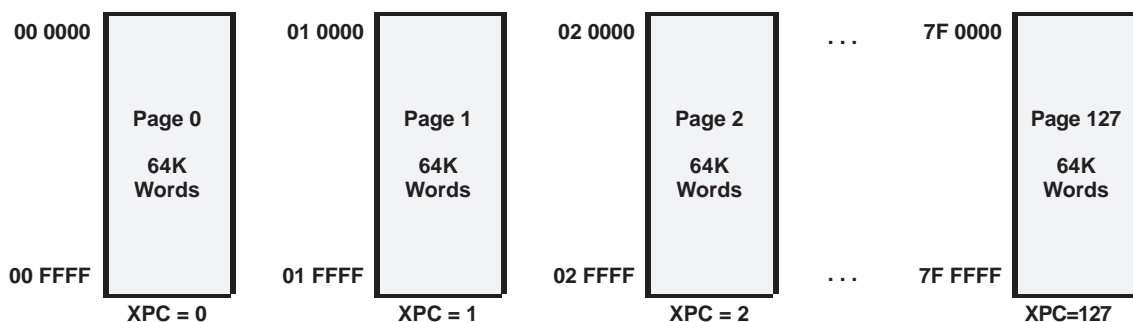 00 0000
01 0000
02 0000
. . .
7F 0000
Page 0
64K
Words
Page 1
64K
Words
Page 2
64K
Words
Page 127
64K
Words
00 FFFF
01 FFFF
02 FFFF
. . .
7F FFFF
XPC = 0
XPC = 1
XPC = 2
XPC=127